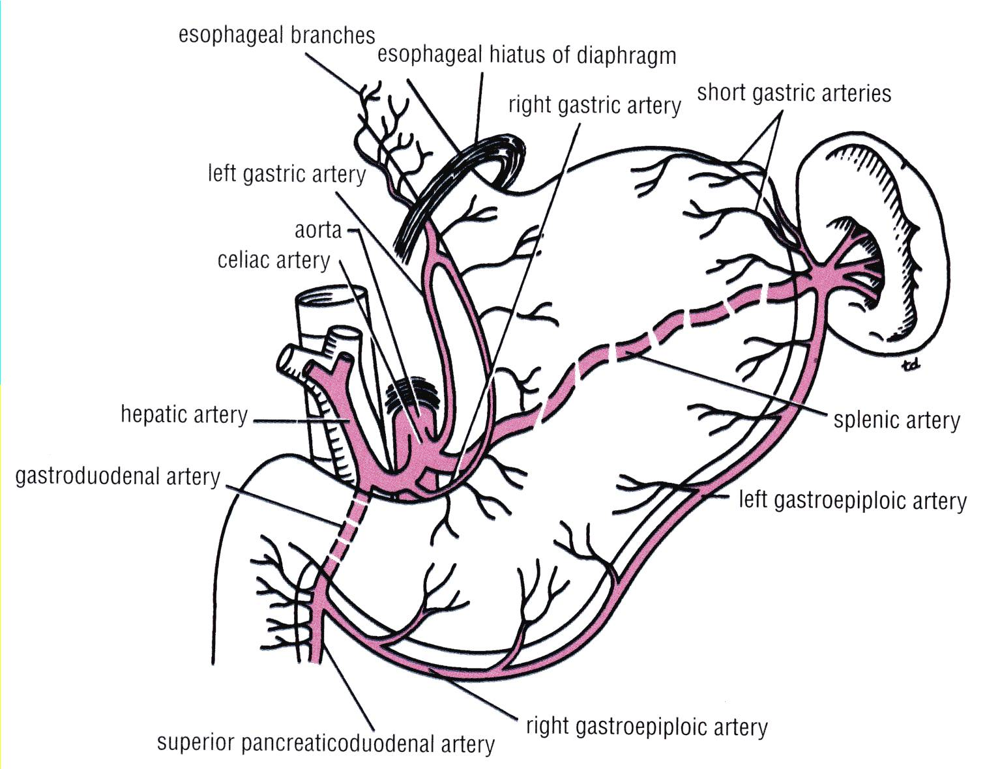 esophageal branches
esophageal hiatus of diaphragm
short gastric arteries
right gastric artery
left gastric artery
aorta
celiac artery
hepatic artery
splenic artery
gastroduodenal artery
left gastroepiploic artery
right gastroepiploic artery
superior pancreaticoduodenal artery
td